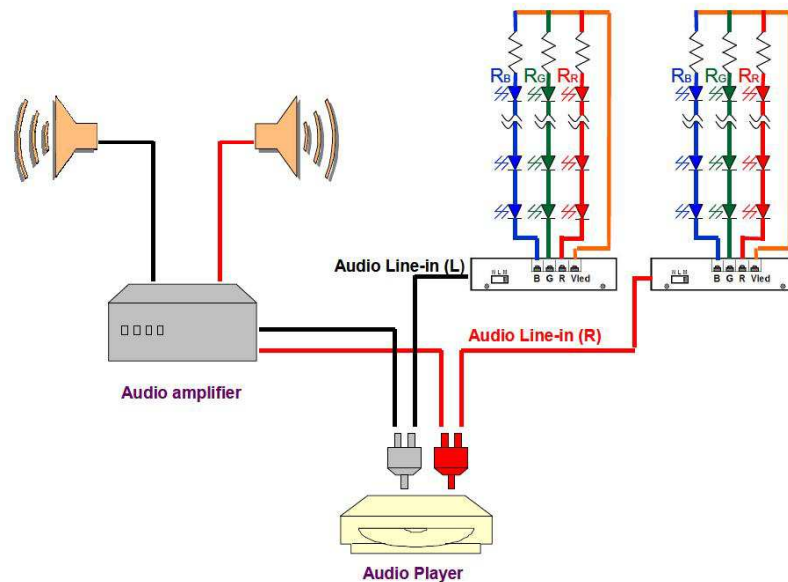 RB RG RR
RB RG RR
Audio Line-in (L)
B G R Vled
B G R Vled
Audio Line-in (R)
Audio amplifier
Audio Player